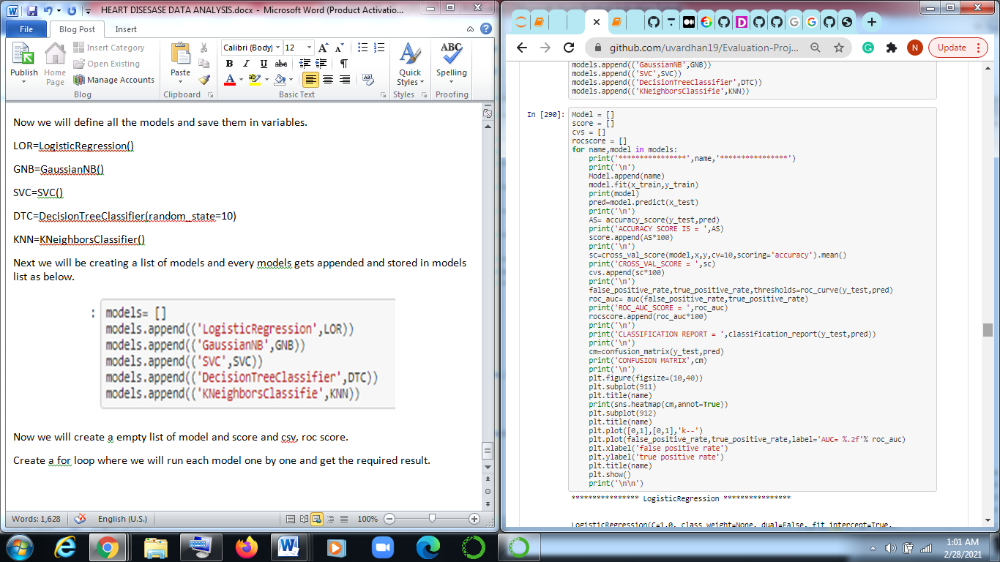 HEART DISESASE DATA ANALYSIS.docx - Microsoft Word (Product Activatio...
File
Blog Post
Insert
Publish
Home Page
Insert Category
Open Existing
Manage Accounts
Blog
Paste
Clipboard
Calibri (Body)
12
B I U abc
Basic Text
Quick Styles
Styles
ABC
Spelling
Proofing
Now we will define all the models and save them in variables.
LOR=LogisticRegression()
GNB=GaussianNB()
SVC=SVC()
DTC=DecisionTreeClassifier(random_state=10)
KNN=KNeighborsClassifier()
Next we will be creating a list of models and every models gets appended and stored in models
list as below.
: models= []
models.append(('LogisticRegression',LOR))
models.append(('GaussianNB',GNB))
models.append(('SVC',SVC))
models.append(('DecisionTreeClassifier',DTC))
models.append(('KNeighborsClassifie',KNN))
Now we will create a empty list of model and score and csv, roc score.
Create a for loop where we will run each model one by one and get the required result.
Words: 1,628
English (U.S.)
100%
github.com/uvardhan19/Evaluation-Proj...
N
Update
models.append(('GaussianNB',GNB))
models.append(('SVC',SVC))
models.append(('DecisionTreeClassifier',DTC))
models.append(('KNeighborsClassifie',KNN))
In [290]:
Model = []
score = []
cvs = []
rocscore = []
for name,model in models:
    print('****************',name,'****************')
    print('\n')
    Model.append(name)
    model.fit(x_train,y_train)
    print(model)
    pred=model.predict(x_test)
    print('\n')
    AS= accuracy_score(y_test,pred)
    print('ACCURACY SCORE IS = ',AS)
    score.append(AS*100)
    print('\n')
    sc=cross_val_score(model,x,y,cv=10,scoring='accuracy').mean()
    print('CROSS_VAL_SCORE = ',sc)
    cvs.append(sc*100)
    print('\n')
    false_positive_rate,true_positive_rate,thresholds=roc_curve(y_test,pred)
    roc_auc= auc(false_positive_rate,true_positive_rate)
    print('ROC_AUC_SCORE = ',roc_auc)
    rocscore.append(roc_auc*100)
    print('\n')
    print('CLASSIFICATION REPORT = ',classification_report(y_test,pred))
    print('\n')
    cm=confusion_matrix(y_test,pred)
    print('CONFUSION MATRIX',cm)
    print('\n')
    plt.figure(figsize=(10,40))
    plt.subplot(911)
    plt.title(name)
    print(sns.heatmap(cm,annot=True))
    plt.subplot(912)
    plt.title(name)
    plt.plot([0,1],[0,1],'k--')
    plt.plot(false_positive_rate,true_positive_rate,label='AUC= %.2f'% roc_auc)
    plt.xlabel('false positive rate')
    plt.ylabel('true positive rate')
    plt.title(name)
    plt.show()
    print('\n\n')
**************** LogisticRegression ****************
LogisticRegression(C=1.0, class_weight=None, dual=False, fit_intercept=True,
1:01 AM
2/28/2021